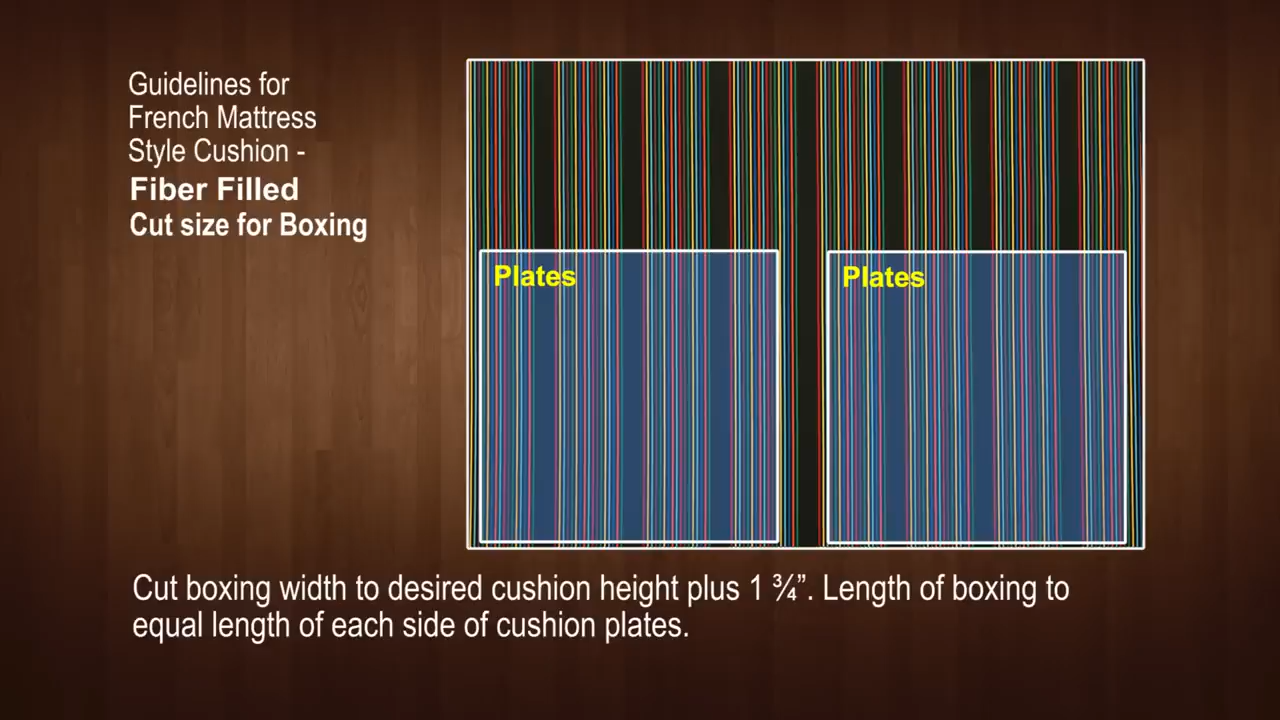 Guidelines for
French Mattress
Style Cushion -
Fiber Filled
Cut size for Boxing
Plates
Plates
Cut boxing width to desired cushion height plus 1 ¾”. Length of boxing to
equal length of each side of cushion plates.